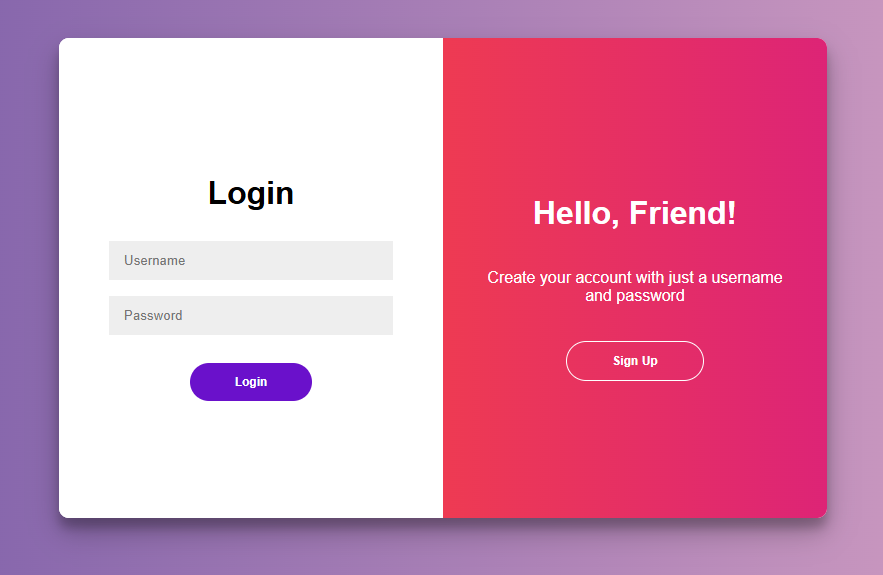 Login
Username
Password
Login
Hello, Friend!
Create your account with just a username
and password
Sign Up